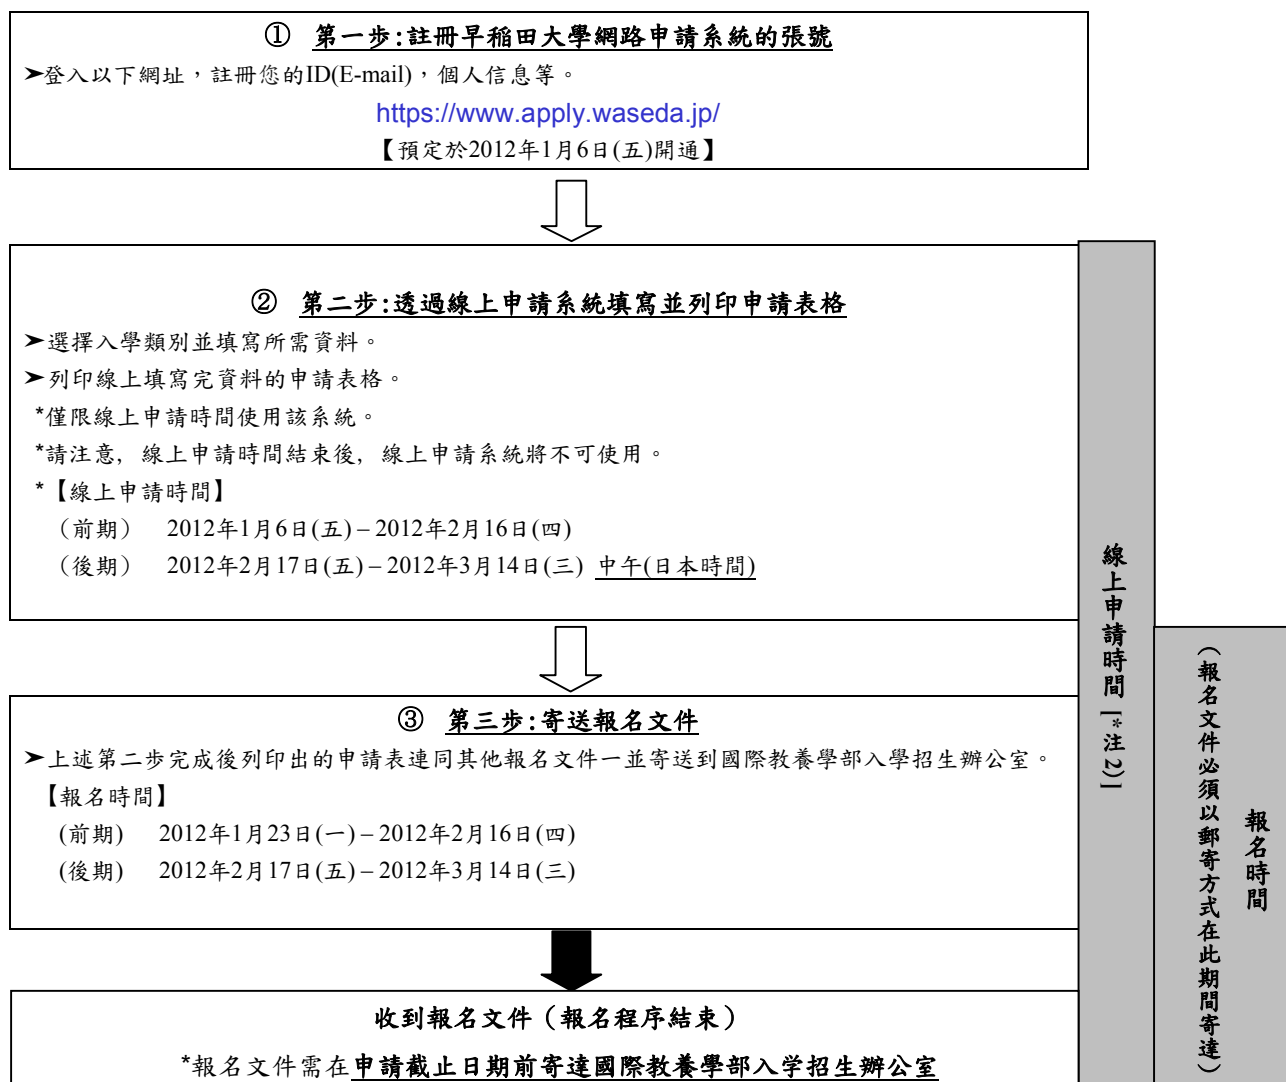 ① 第一步:註冊早稲田大學網路申請系統的張號
➤登入以下網址，註冊您的ID(E-mail)，個人信息等。
https://www.apply.waseda.jp/
【預定於2012年1月6日(五)開通】
② 第二步:透過線上申請系統填寫並列印申請表格
➤選擇入學類別並填寫所需資料。
➤列印線上填寫完資料的申請表格。
*僅限線上申請時間使用該系統。
*請注意，線上申請時間結束後，線上申請系統將不可使用。
*【線上申請時間】
（前期） 2012年1月6日(五)–2012年2月16日(四)
（後期） 2012年2月17日(五)–2012年3月14日(三) 中午(日本時間)
③ 第三步:寄送報名文件
➤上述第二步完成後列印出的申請表連同其他報名文件一並寄送到國際教養學部入學招生辦公室。
【報名時間】
(前期) 2012年1月23日(一)–2012年2月16日(四)
(後期) 2012年2月17日(五)–2012年3月14日(三)
收到報名文件（報名程序結束）
*報名文件需在申請截止日期前寄達國際教養學部入学招生辦公室
線上申請時間 [*注 2)]
報名時間
（報名文件必須以郵寄方式在此期間寄達）